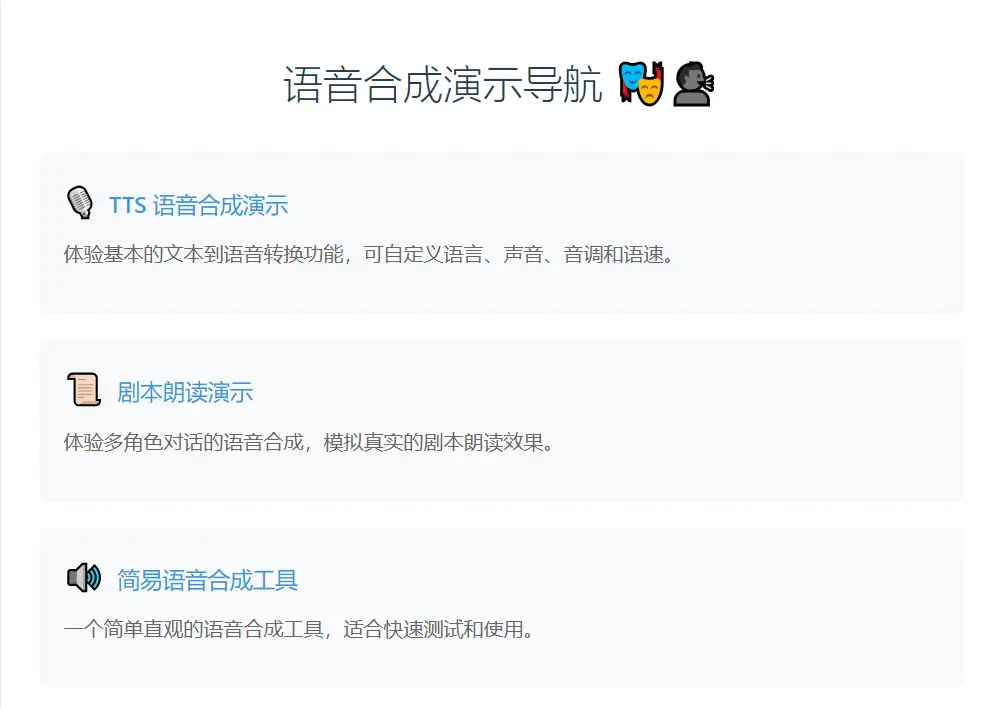 语音合成演示导航 🎭🗣️
🎙️ TTS 语音合成演示
体验基本的文本到语音转换功能，可自定义语言、声音、音调和语速。
📜 剧本朗读演示
体验多角色对话的语音合成，模拟真实的剧本朗读效果。
🔊 简易语音合成工具
一个简单直观的语音合成工具，适合快速测试和使用。